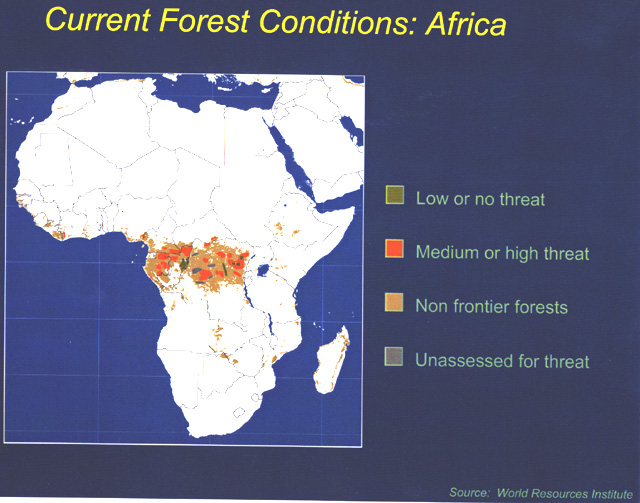 Current Forest Conditions: Africa
Low or no threat
Medium or high threat
Non frontier forests
Unassessed for threat
Source: World Resources Institute